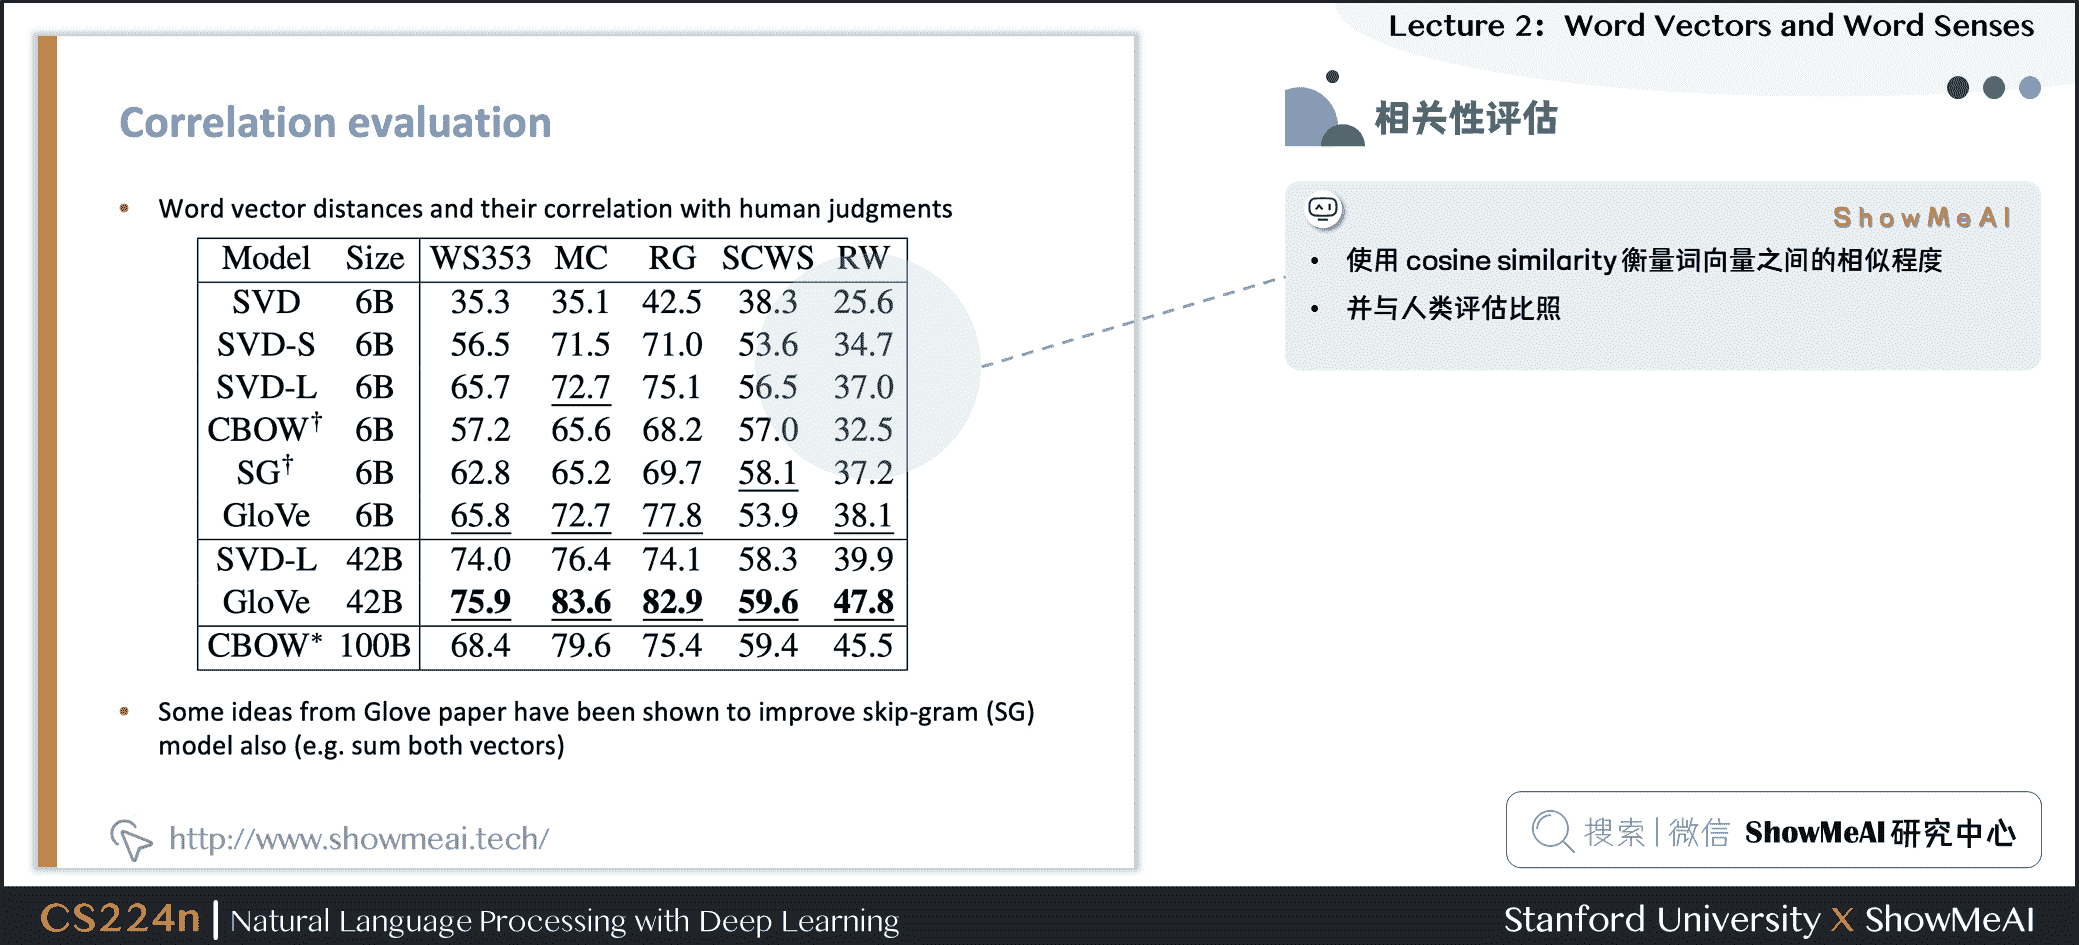 Lecture 2: Word Vectors and Word Senses
Correlation evaluation
• Word vector distances and their correlation with human judgments
Model Size WS353 MC RG SCWS RW
SVD 6B 35.3 35.1 42.5 38.3 25.6
SVD-S 6B 56.5 71.5 71.0 53.6 34.7
SVD-L 6B 65.7 72.7 75.1 56.5 37.0
CBOW† 6B 57.2 65.6 68.2 57.0 32.5
SG† 6B 62.8 65.2 69.7 58.1 37.2
GloVe 6B 65.8 72.7 77.8 53.9 38.1
SVD-L 42B 74.0 76.4 74.1 58.3 39.9
GloVe 42B 75.9 83.6 82.9 59.6 47.8
CBOW* 100B 68.4 79.6 75.4 59.4 45.5
• Some ideas from Glove paper have been shown to improve skip-gram (SG)
model also (e.g. sum both vectors)
http://www.showmeai.tech/
相关性评估
ShowMeAI
• 使用 cosine similarity 衡量词向量之间的相似程度
• 并与人类评估比照
搜索 | 微信 ShowMeAI 研究中心
CS224n | Natural Language Processing with Deep Learning
Stanford University X ShowMeAI